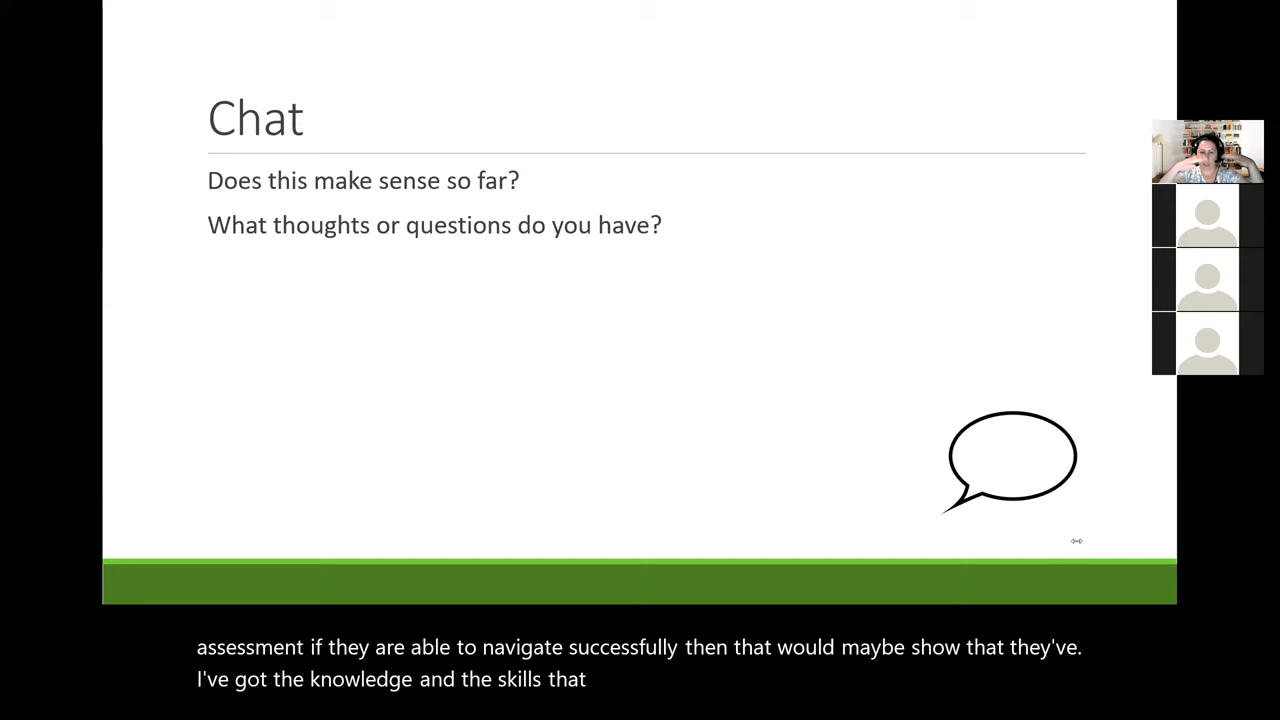 Chat
Does this make sense so far?
What thoughts or questions do you have?
assessment if they are able to navigate successfully then that would maybe show that they've.
I've got the knowledge and the skills that